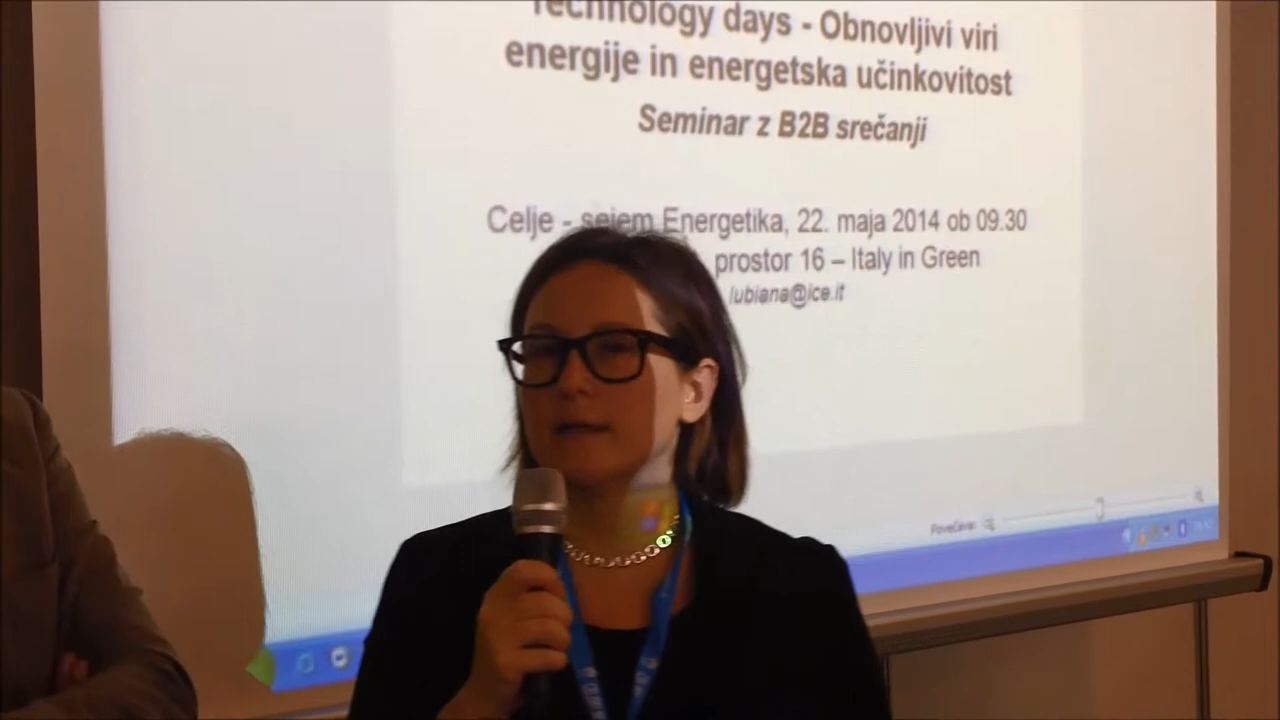 Technology days - Obnovljivi viri
energije in energetska učinkovitost
Seminar z B2B srečanji
Celje - sejem Energetika, 22. maja 2014 ob 09.30
prostor 16 – Italy in Green
lubiana@ice.it
Povečava: